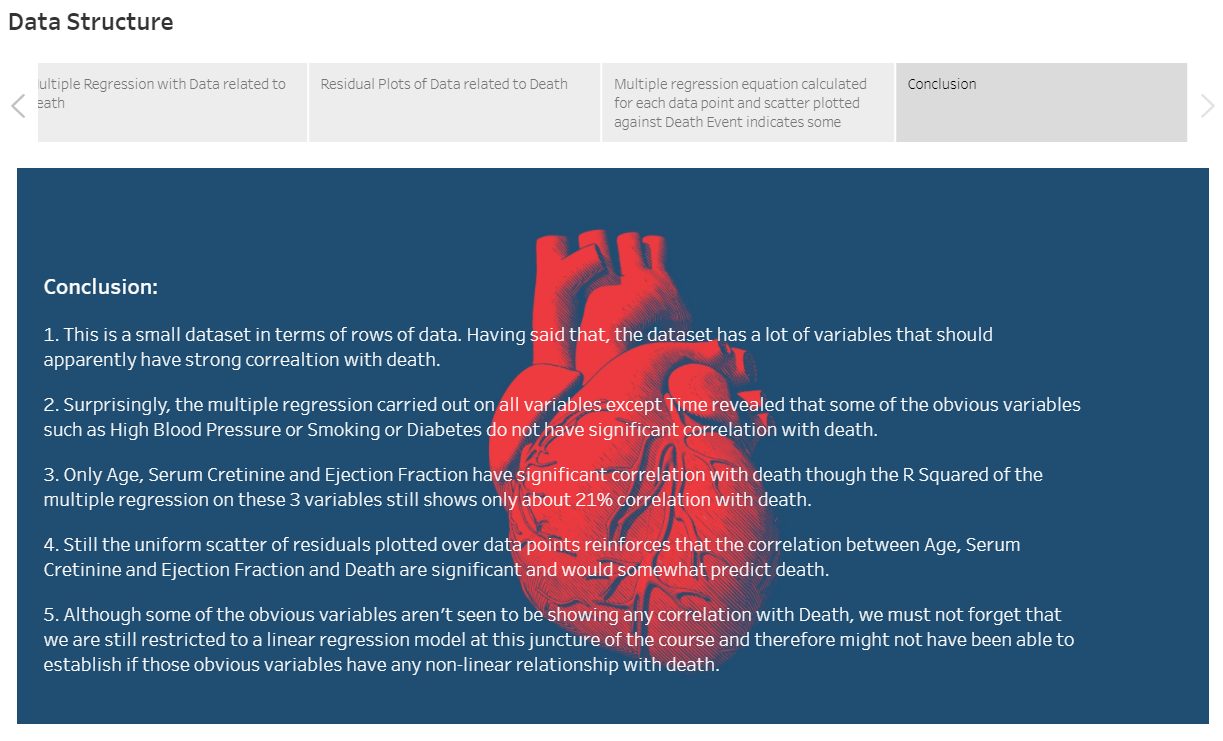 Data Structure
ultiple Regression with Data related to
eath
Residual Plots of Data related to Death
Multiple regression equation calculated
for each data point and scatter plotted
against Death Event indicates some
Conclusion
Conclusion:
1. This is a small dataset in terms of rows of data. Having said that, the dataset has a lot of variables that should
apparently have strong correaltion with death.
2. Surprisingly, the multiple regression carried out on all variables except Time revealed that some of the obvious variables
such as High Blood Pressure or Smoking or Diabetes do not have significant correlation with death.
3. Only Age, Serum Cretinine and Ejection Fraction have significant correlation with death though the R Squared of the
multiple regression on these 3 variables still shows only about 21% correlation with death.
4. Still the uniform scatter of residuals plotted over data points reinforces that the correlation between Age, Serum
Cretinine and Ejection Fraction and Death are significant and would somewhat predict death.
5. Although some of the obvious variables aren’t seen to be showing any correlation with Death, we must not forget that
we are still restricted to a linear regression model at this juncture of the course and therefore might not have been able to
establish if those obvious variables have any non-linear relationship with death.